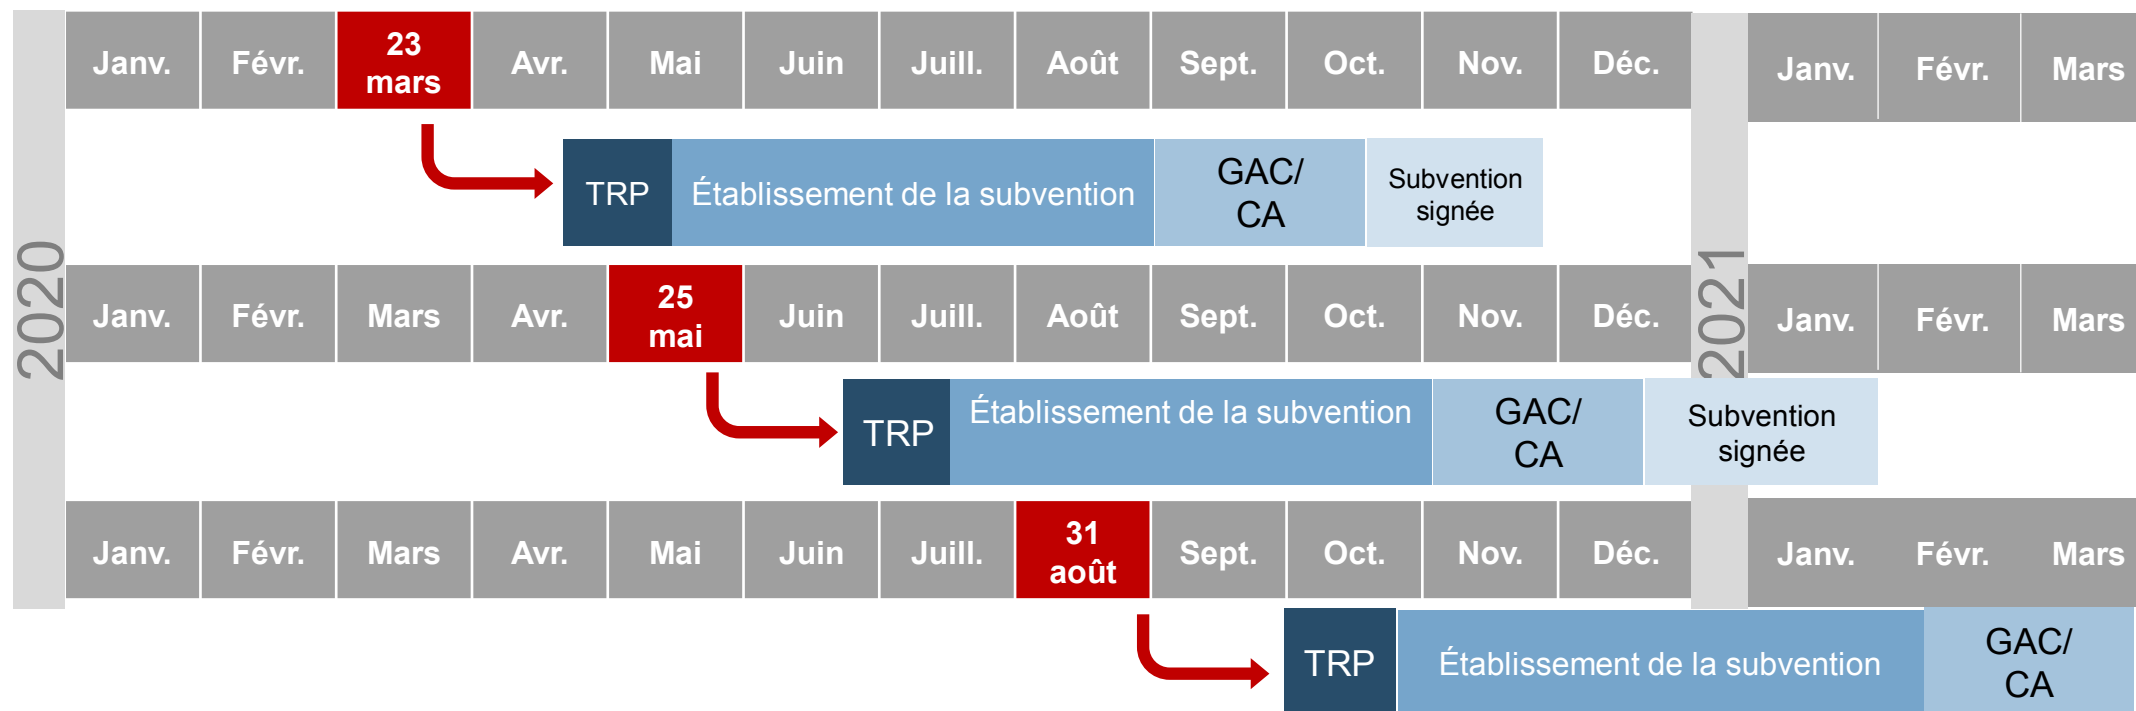 2020
Janv. Févr. 23 mars Avr. Mai Juin Juill. Août Sept. Oct. Nov. Déc. 2021 Janv. Févr. Mars
TRP Établissement de la subvention GAC/ CA Subvention signée
Janv. Févr. Mars Avr. 25 mai Juin Juill. Août Sept. Oct. Nov. Déc. Janv. Févr. Mars
TRP Établissement de la subvention GAC/ CA Subvention signée
Janv. Févr. Mars Avr. Mai Juin Juill. 31 août Sept. Oct. Nov. Déc. Janv. Févr. Mars
TRP Établissement de la subvention GAC/ CA